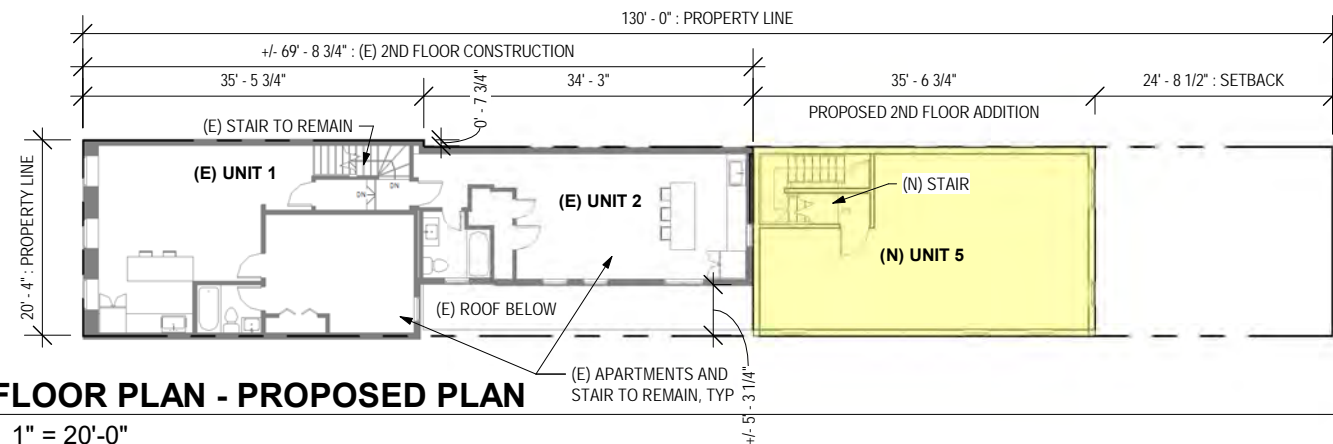 130' - 0" : PROPERTY LINE
+/- 69' - 8 3/4" : (E) 2ND FLOOR CONSTRUCTION
35' - 5 3/4"
34' - 3"
35' - 6 3/4"
24' - 8 1/2" : SETBACK
0' - 7 3/4"
PROPOSED 2ND FLOOR ADDITION
(E) STAIR TO REMAIN
20' - 4" : PROPERTY LINE
(E) UNIT 1
DN
DN
(E) UNIT 2
(N) STAIR
(N) UNIT 5
(E) ROOF BELOW
(E) APARTMENTS AND
STAIR TO REMAIN, TYP
+/- 5' - 3 1/4"
FLOOR PLAN - PROPOSED PLAN
1" = 20'-0"